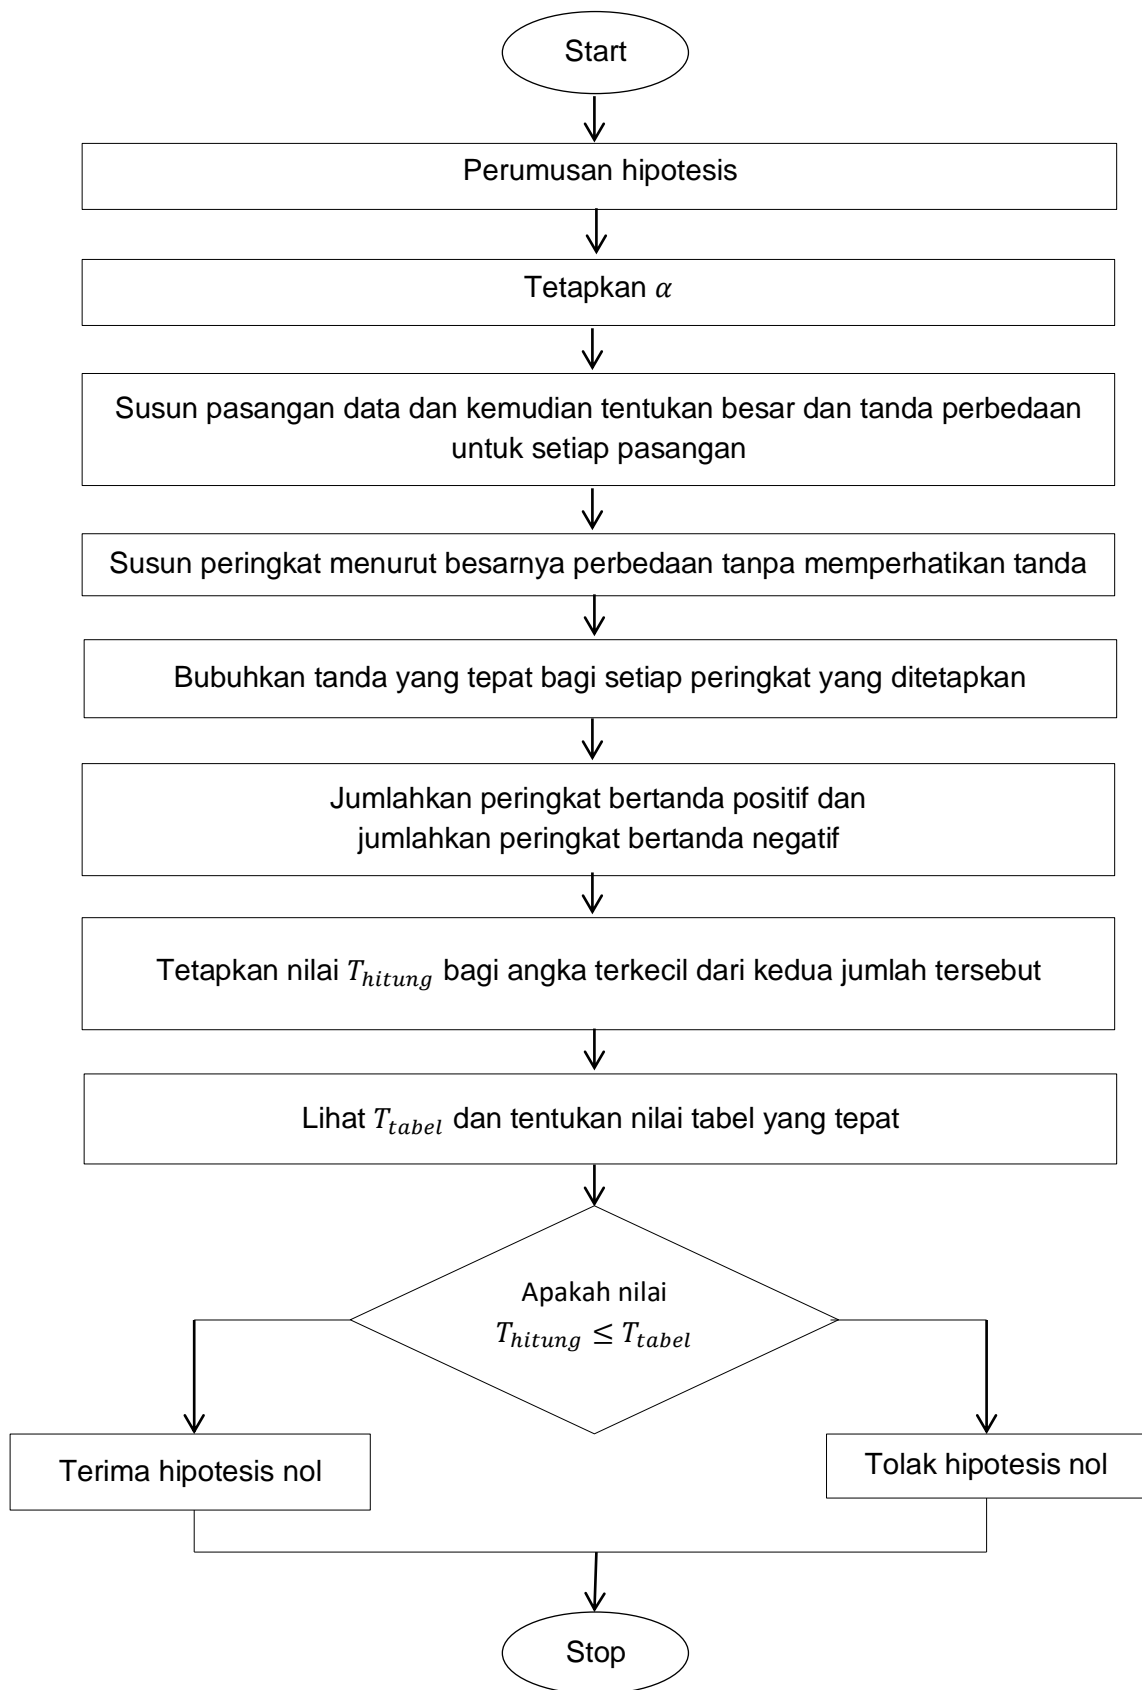 Start
Perumusan hipotesis
Tetapkan α
Susun pasangan data dan kemudian tentukan besar dan tanda perbedaan
untuk setiap pasangan
Susun peringkat menurut besarnya perbedaan tanpa memperhatikan tanda
Bubuhkan tanda yang tepat bagi setiap peringkat yang ditetapkan
Jumlahkan peringkat bertanda positif dan
jumlahkan peringkat bertanda negatif
Tetapkan nilai T_hitung bagi angka terkecil dari kedua jumlah tersebut
Lihat T_tabel dan tentukan nilai tabel yang tepat
Apakah nilai
T_hitung ≤ T_tabel
Terima hipotesis nol
Tolak hipotesis nol
Stop